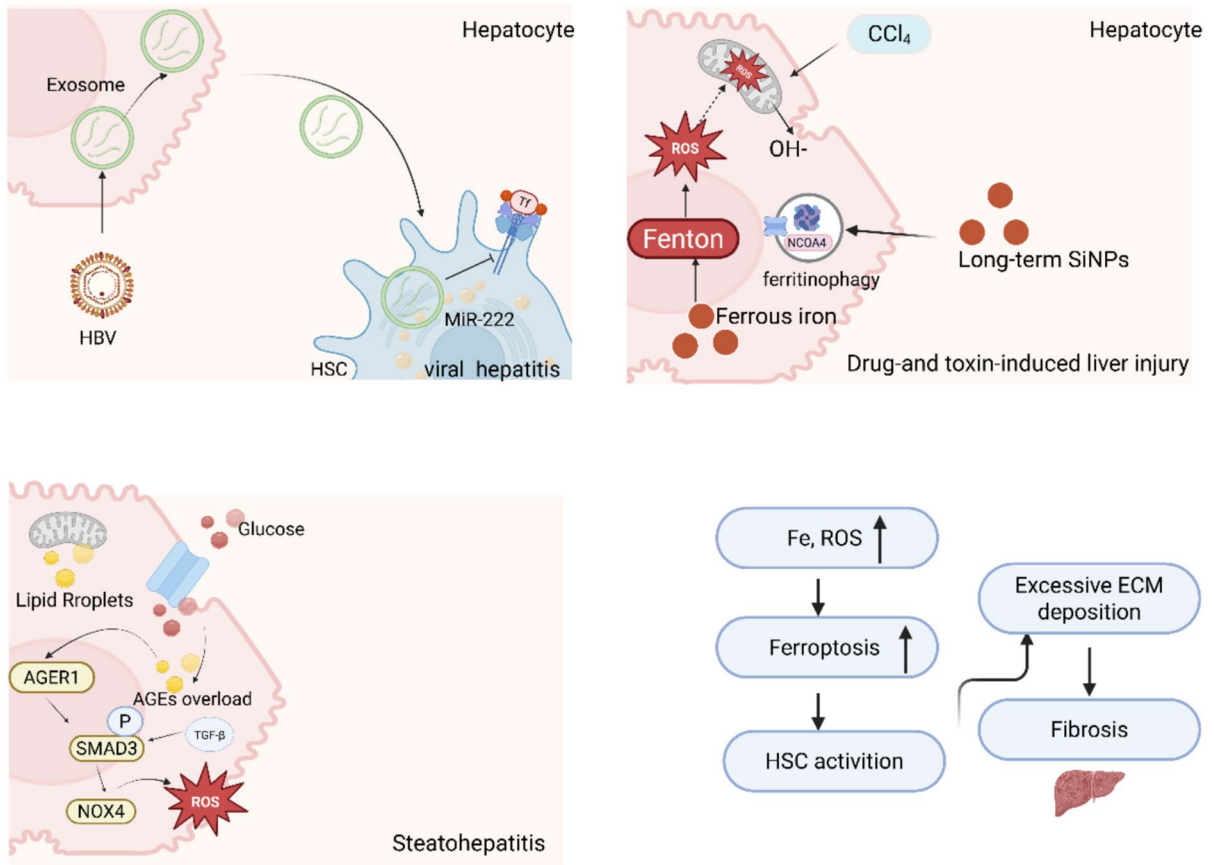 Hepatocyte
Exosome
HBV
Tf
MiR-222
HSC
viral hepatitis
Hepatocyte
CCl₄
ROS
ROS
OH-
Fenton
NCOA4
ferritinophagy
Long-term SiNPs
Ferrous iron
Drug-and toxin-induced liver injury
Glucose
Lipid Rroplets
AGER1
AGEs overload
P
SMAD3
TGF-β
NOX4
ROS
Steatohepatitis
Fe, ROS
Ferroptosis
HSC activition
Excessive ECM
deposition
Fibrosis